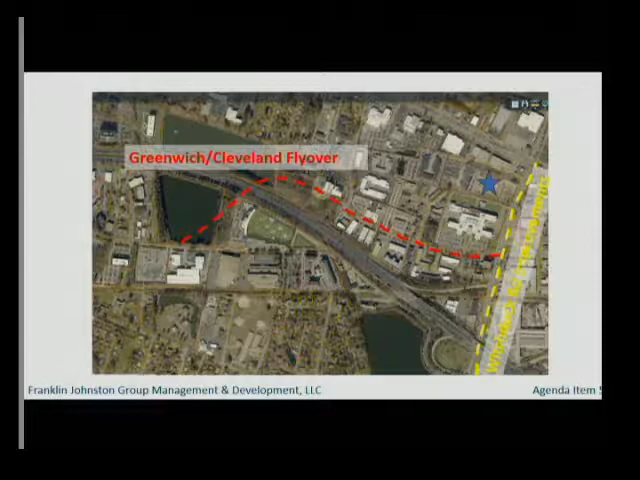 Greenwich/Cleveland Flyover
Franklin Johnston Group Management & Development, LLC
Agenda Item